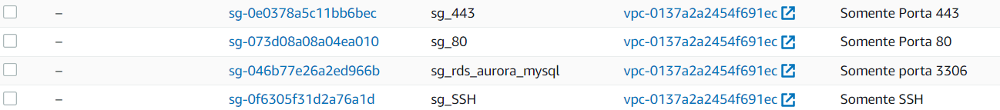 – sg-0e0378a5c11bb6bec sg_443 vpc-0137a2a2454f691ec Somente Porta 443
– sg-073d08a08a04ea010 sg_80 vpc-0137a2a2454f691ec Somente Porta 80
– sg-046b77e26a2ed966b sg_rds_aurora_mysql vpc-0137a2a2454f691ec Somente porta 3306
– sg-0f6305f31d2a76a1d sg_SSH vpc-0137a2a2454f691ec Somente SSH